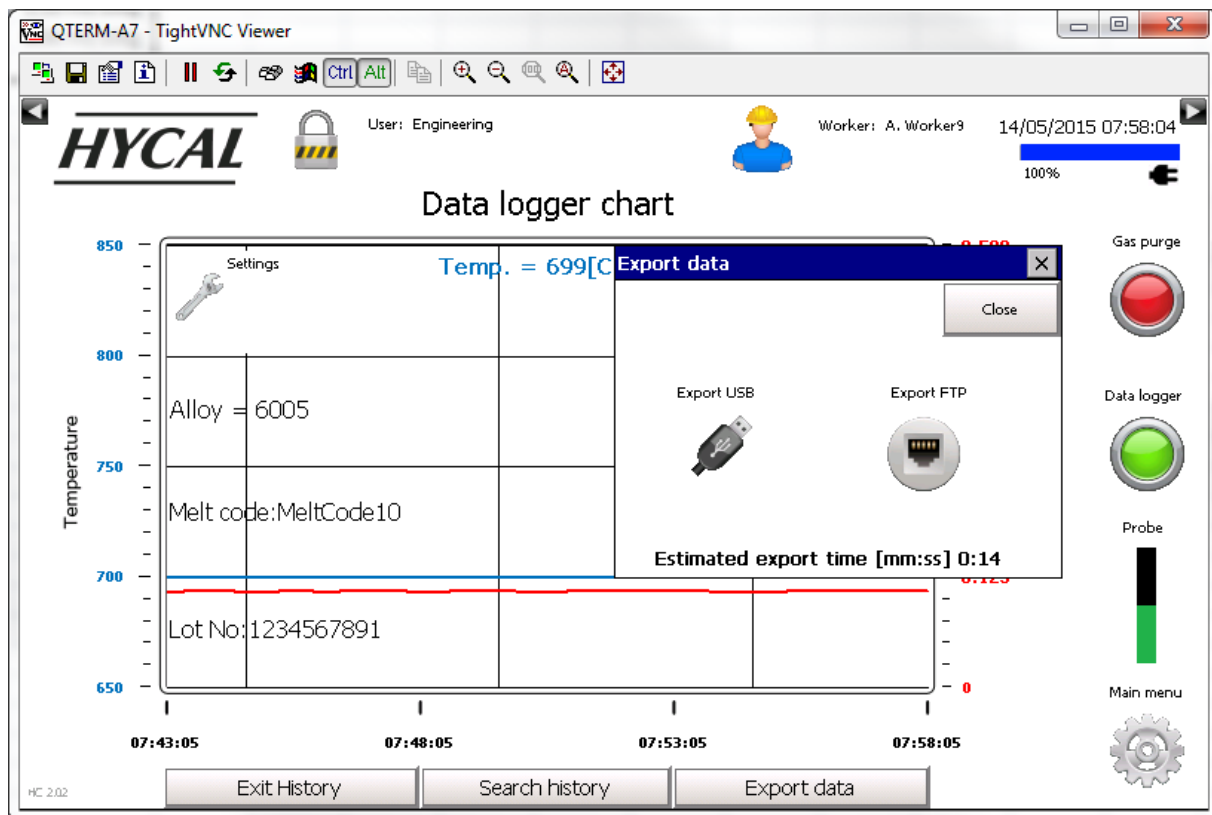 QTERM-A7 - TightVNC Viewer
Ctrl Alt
HYCAL
User: Engineering
Worker: A. Worker9
14/05/2015 07:58:04
100%
Data logger chart
850
Settings
Temp. = 699[C
Export data
Close
Gas purge
800
Alloy = 6005
Export USB
Export FTP
Data logger
Temperature
750
Melt code:MeltCode10
Probe
Estimated export time [mm:ss] 0:14
700
Lot No:1234567891
650
0
Main menu
07:43:05
07:48:05
07:53:05
07:58:05
Exit History
Search history
Export data
HC 2.02